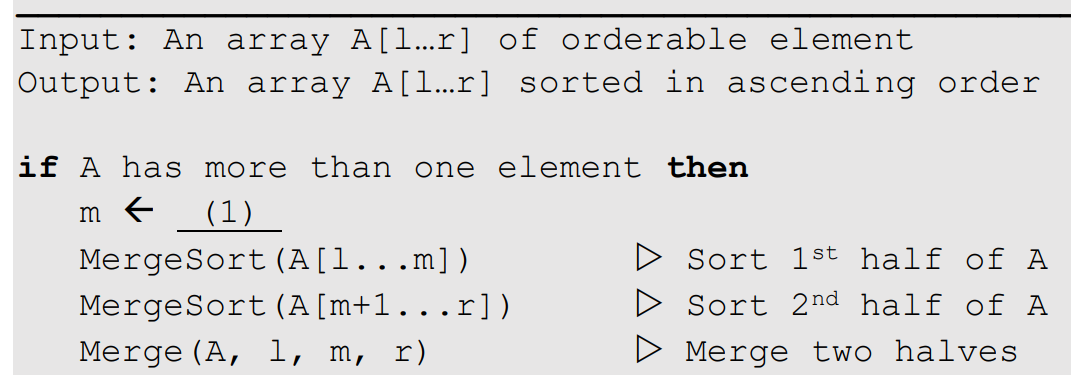 Input: An array A[l…r] of orderable element
Output: An array A[l…r] sorted in ascending order
if A has more than one element then
m ← (1)
MergeSort(A[l...m]) ▷ Sort 1st half of A
MergeSort(A[m+1...r]) ▷ Sort 2nd half of A
Merge(A, l, m, r) ▷ Merge two halves